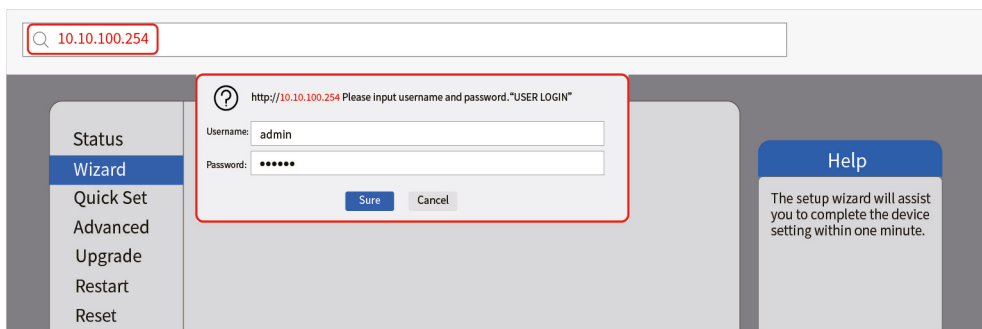 10.10.100.254
http://10.10.100.254 Please input username and password.“USER LOGIN”
Username: admin
Password: ••••••
Sure Cancel
Status
Wizard
Quick Set
Advanced
Upgrade
Restart
Reset
Help
The setup wizard will assist
you to complete the device
setting within one minute.